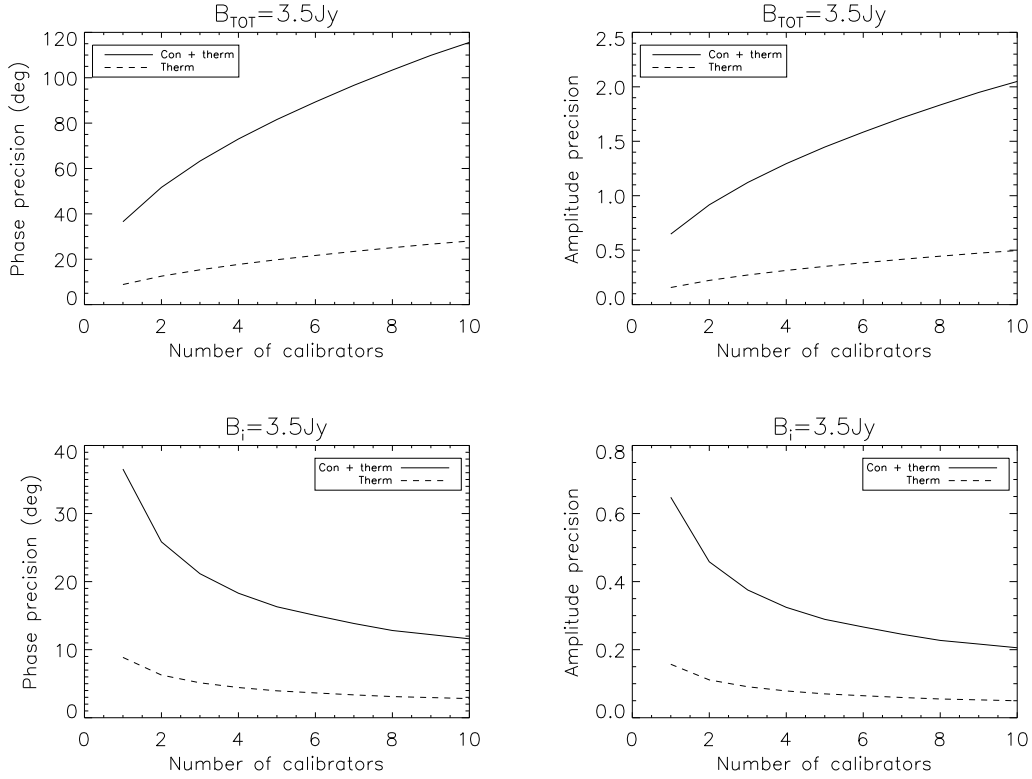 B_TOT=3.5Jy
Phase precision (deg)
120
100
80
60
40
20
0
Con + therm
Therm
0 2 4 6 8 10
Number of calibrators
B_TOT=3.5Jy
Amplitude precision
2.5
2.0
1.5
1.0
0.5
0.0
Con + therm
Therm
0 2 4 6 8 10
Number of calibrators
B_i=3.5Jy
Phase precision (deg)
40
30
20
10
0
Con + therm
Therm
0 2 4 6 8 10
Number of calibrators
B_i=3.5Jy
Amplitude precision
0.8
0.6
0.4
0.2
0.0
Con + therm
Therm
0 2 4 6 8 10
Number of calibrators